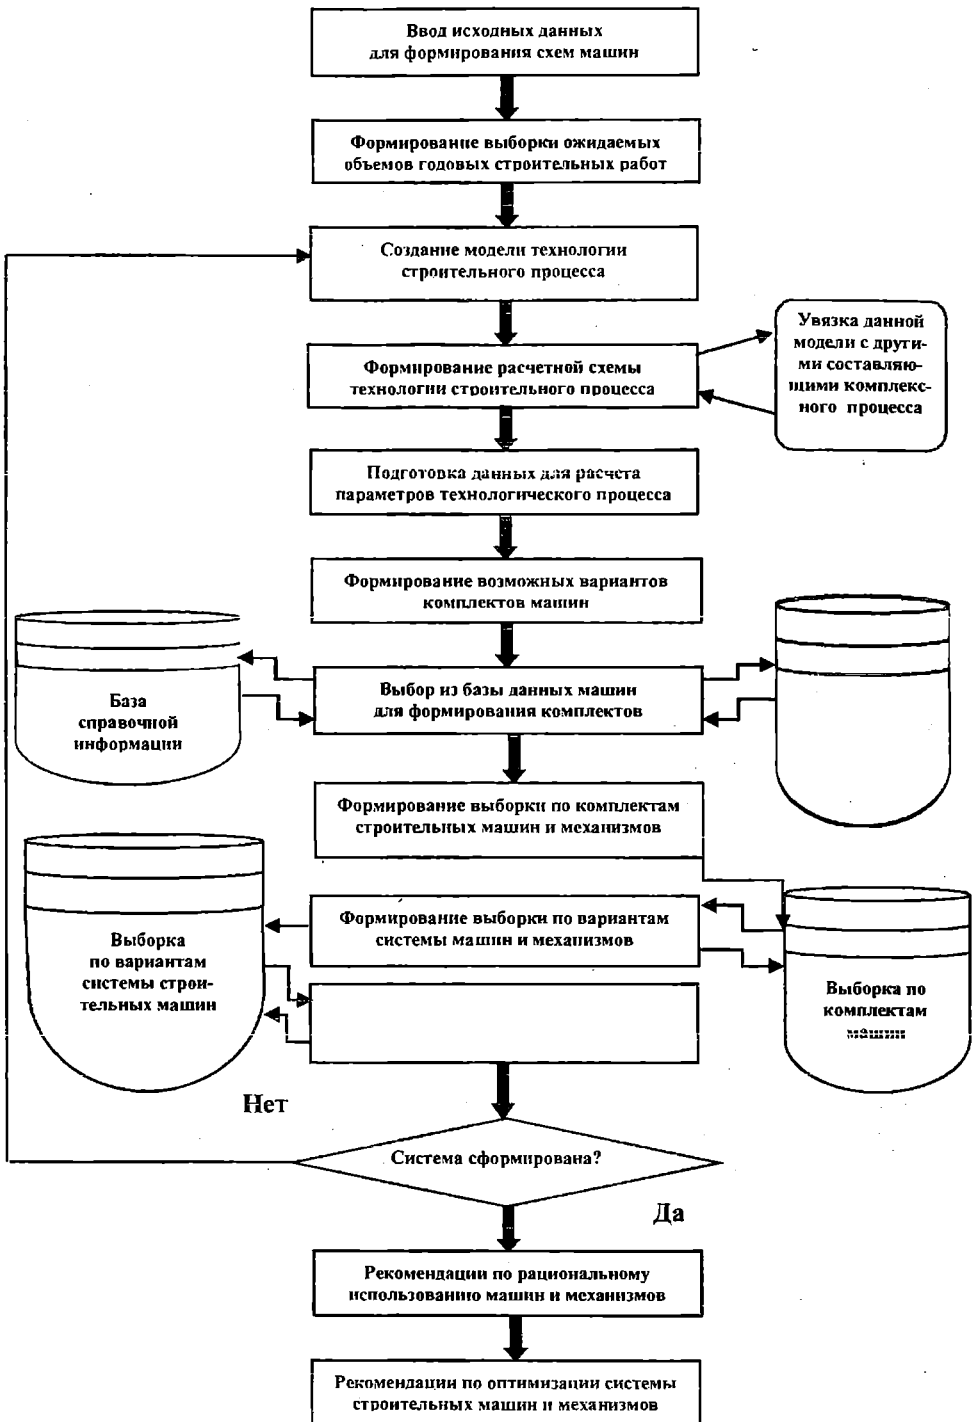 Ввод исходных данных
для формирования схем машин
Формирование выборки ожидаемых
объемов годовых строительных работ
Создание модели технологии
строительного процесса
Увязка данной
модели с други-
ми составляю-
щими комплекс-
ного процесса
Формирование расчетной схемы
технологии строительного процесса
Подготовка данных для расчета
параметров технологического процесса
Формирование возможных вариантов
комплектов машин
Выбор из базы данных машин
для формирования комплектов
База
справочной
информации
Формирование выборки по комплектам
строительных машин и механизмов
Формирование выборки по вариантам
системы машин и механизмов
Выборка
по вариантам
системы строи-
тельных машин
Выборка по
комплектам
машин
Нет
Система сформирована?
Да
Рекомендации по рациональному
использованию машин и механизмов
Рекомендации по оптимизации системы
строительных машин и механизмов